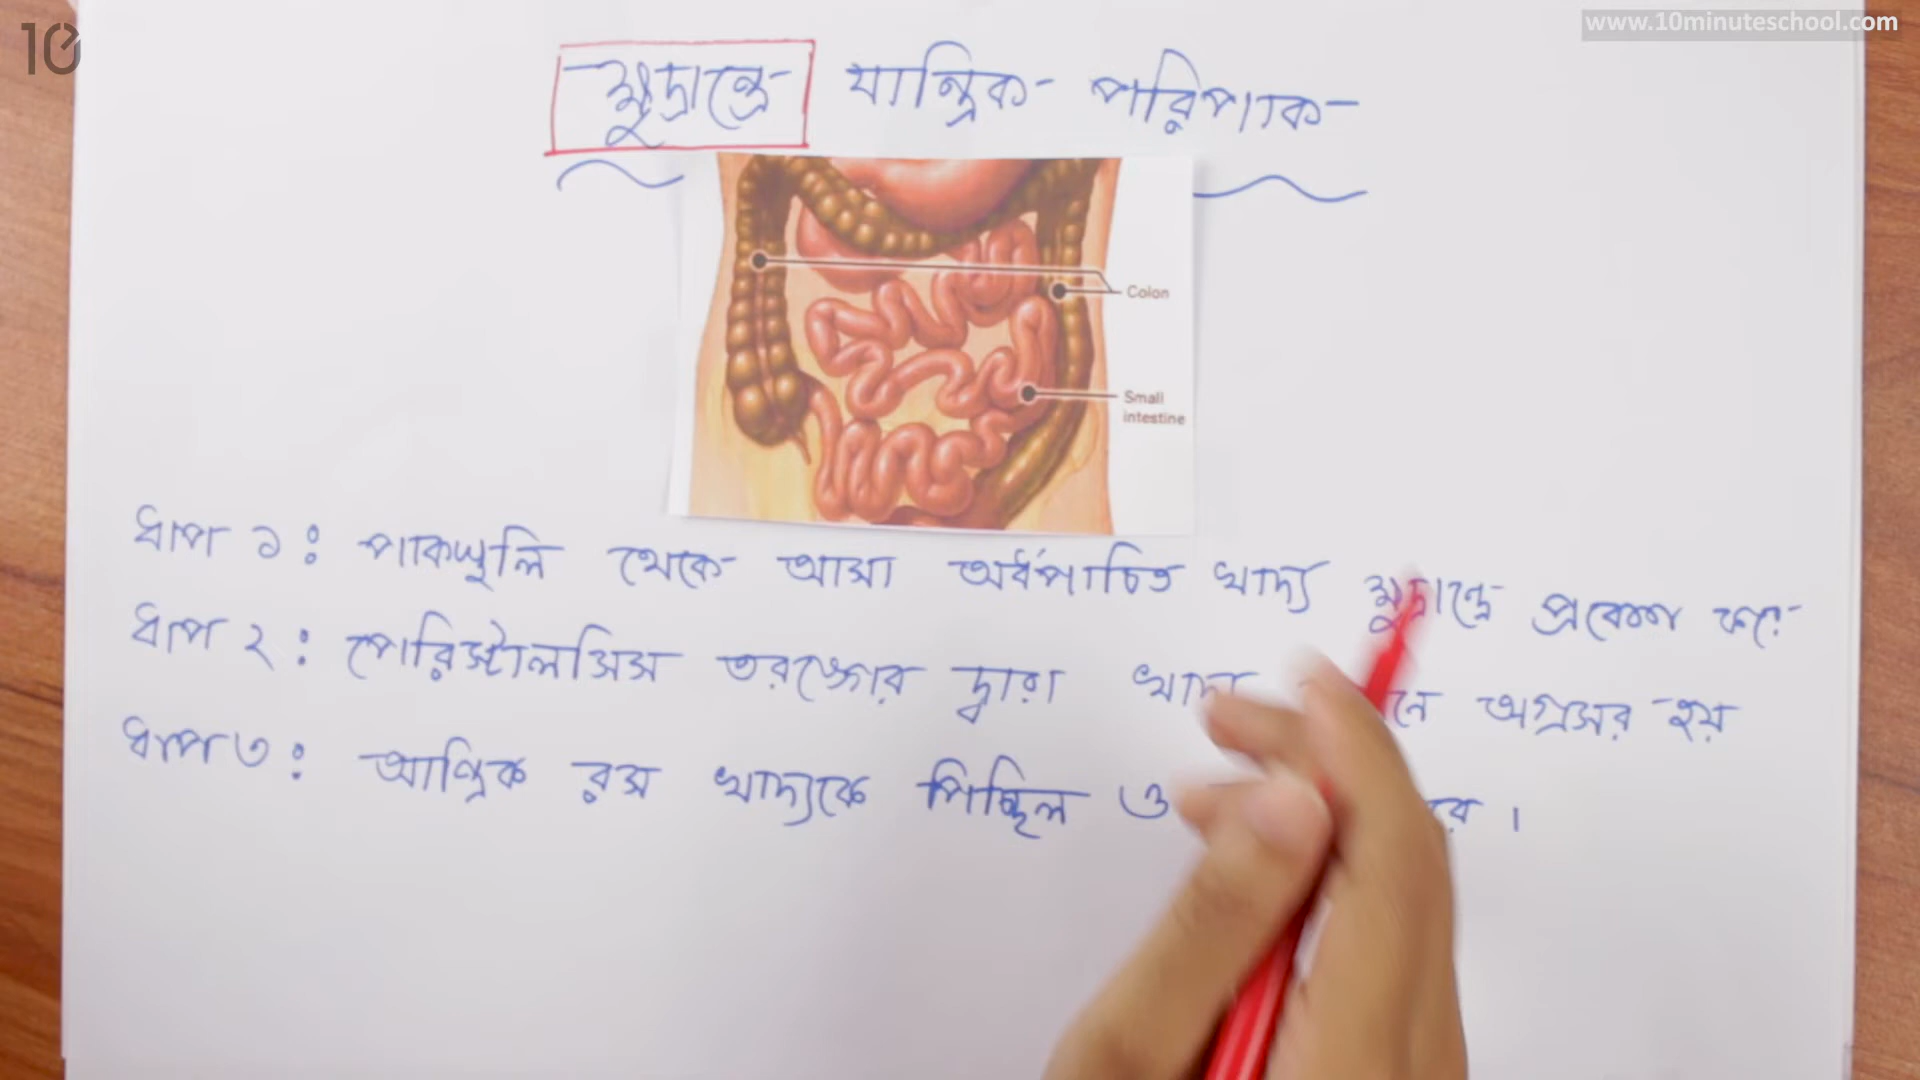 10
www.10minuteschool.com
ক্ষুদ্রান্ত্রে যান্ত্রিক পরিপাক
Colon
Small
intestine
ধাপ ১ : পাকস্থলি থেকে আসা অর্ধপাচিত খাদ্য ক্ষুদ্রান্ত্রে প্রবেশ করে
ধাপ ২ : পেরিস্টালসিস তরঙ্গের দ্বারা খাদ্য অগ্রসর হয়
ধাপ ৩ : আন্ত্রিক রস খাদ্যকে পিচ্ছিল ও ।